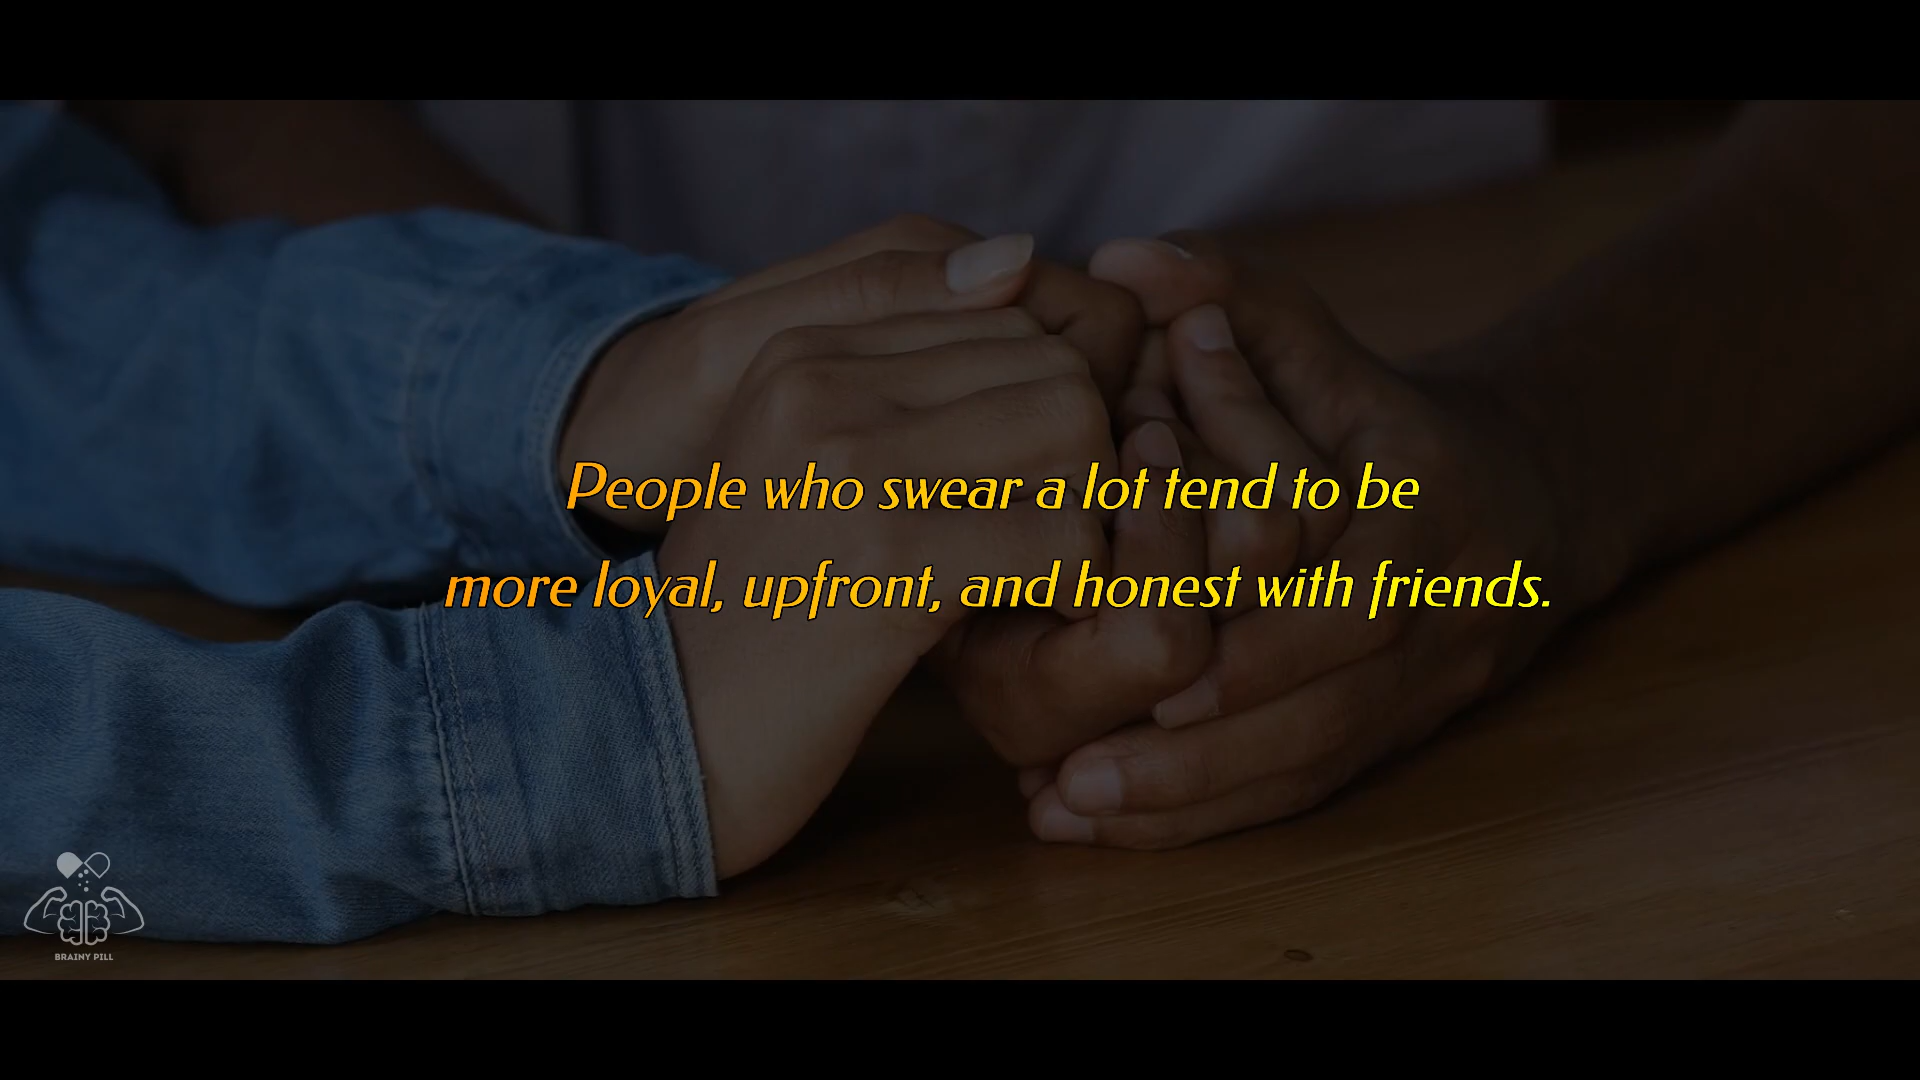 People who swear a lot tend to be
more loyal, upfront, and honest with friends.
BRAINY PILL